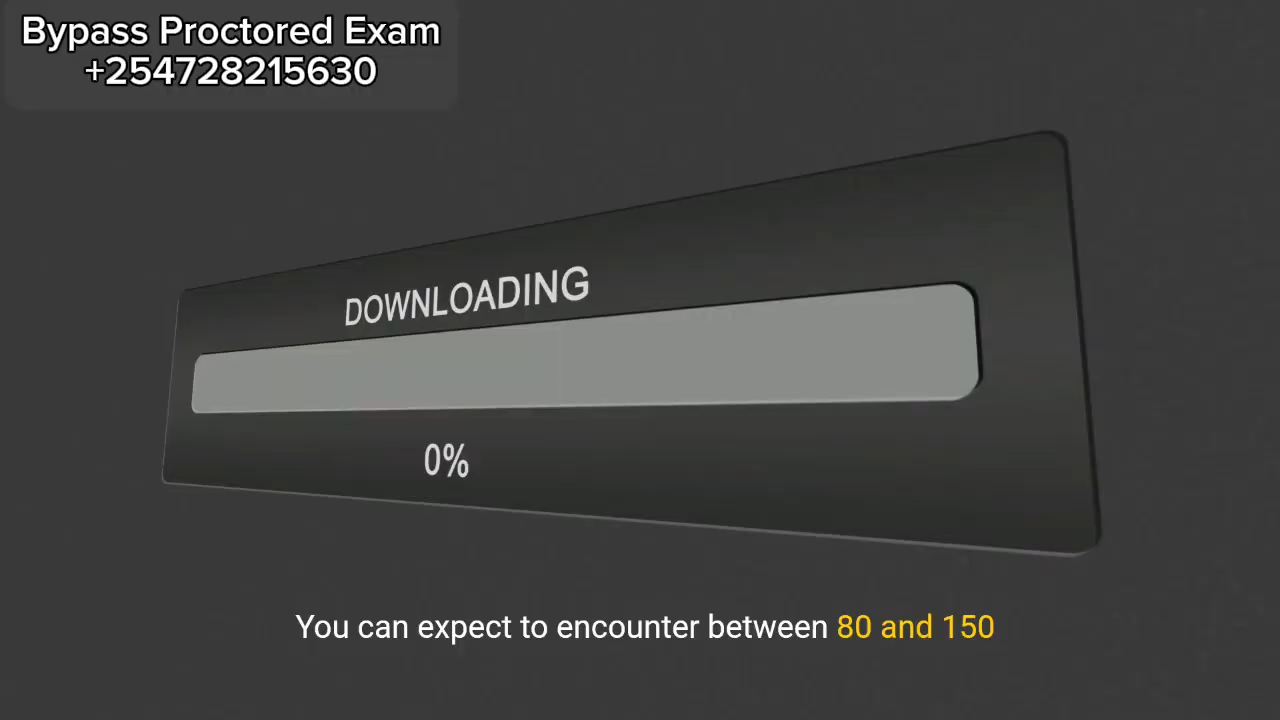 Bypass Proctored Exam
+254728215630
DOWNLOADING
0%
You can expect to encounter between 80 and 150